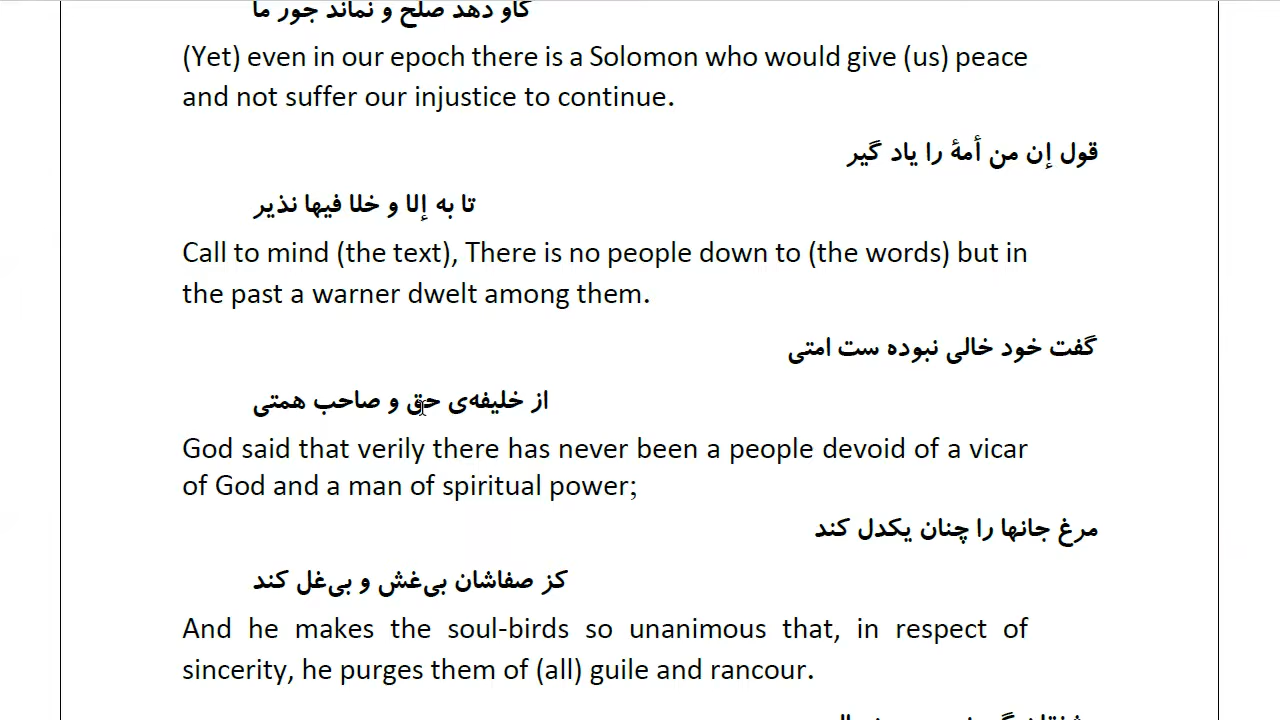 کاو دهد صلح و نماند جور ما
(Yet) even in our epoch there is a Solomon who would give (us) peace
and not suffer our injustice to continue.
قول إن من أمهٔ را یاد گیر
تا به إلا و خلا فیها نذیر
Call to mind (the text), There is no people down to (the words) but in
the past a warner dwelt among them.
گفت خود خالی نبوده ست امتی
از خلیفه‌ی حق و صاحب همتی
God said that verily there has never been a people devoid of a vicar
of God and a man of spiritual power;
مرغ جانها را چنان یکدل کند
کز صفاشان بی‌غش و بی‌غل کند
And he makes the soul-birds so unanimous that, in respect of
sincerity, he purges them of (all) guile and rancour.